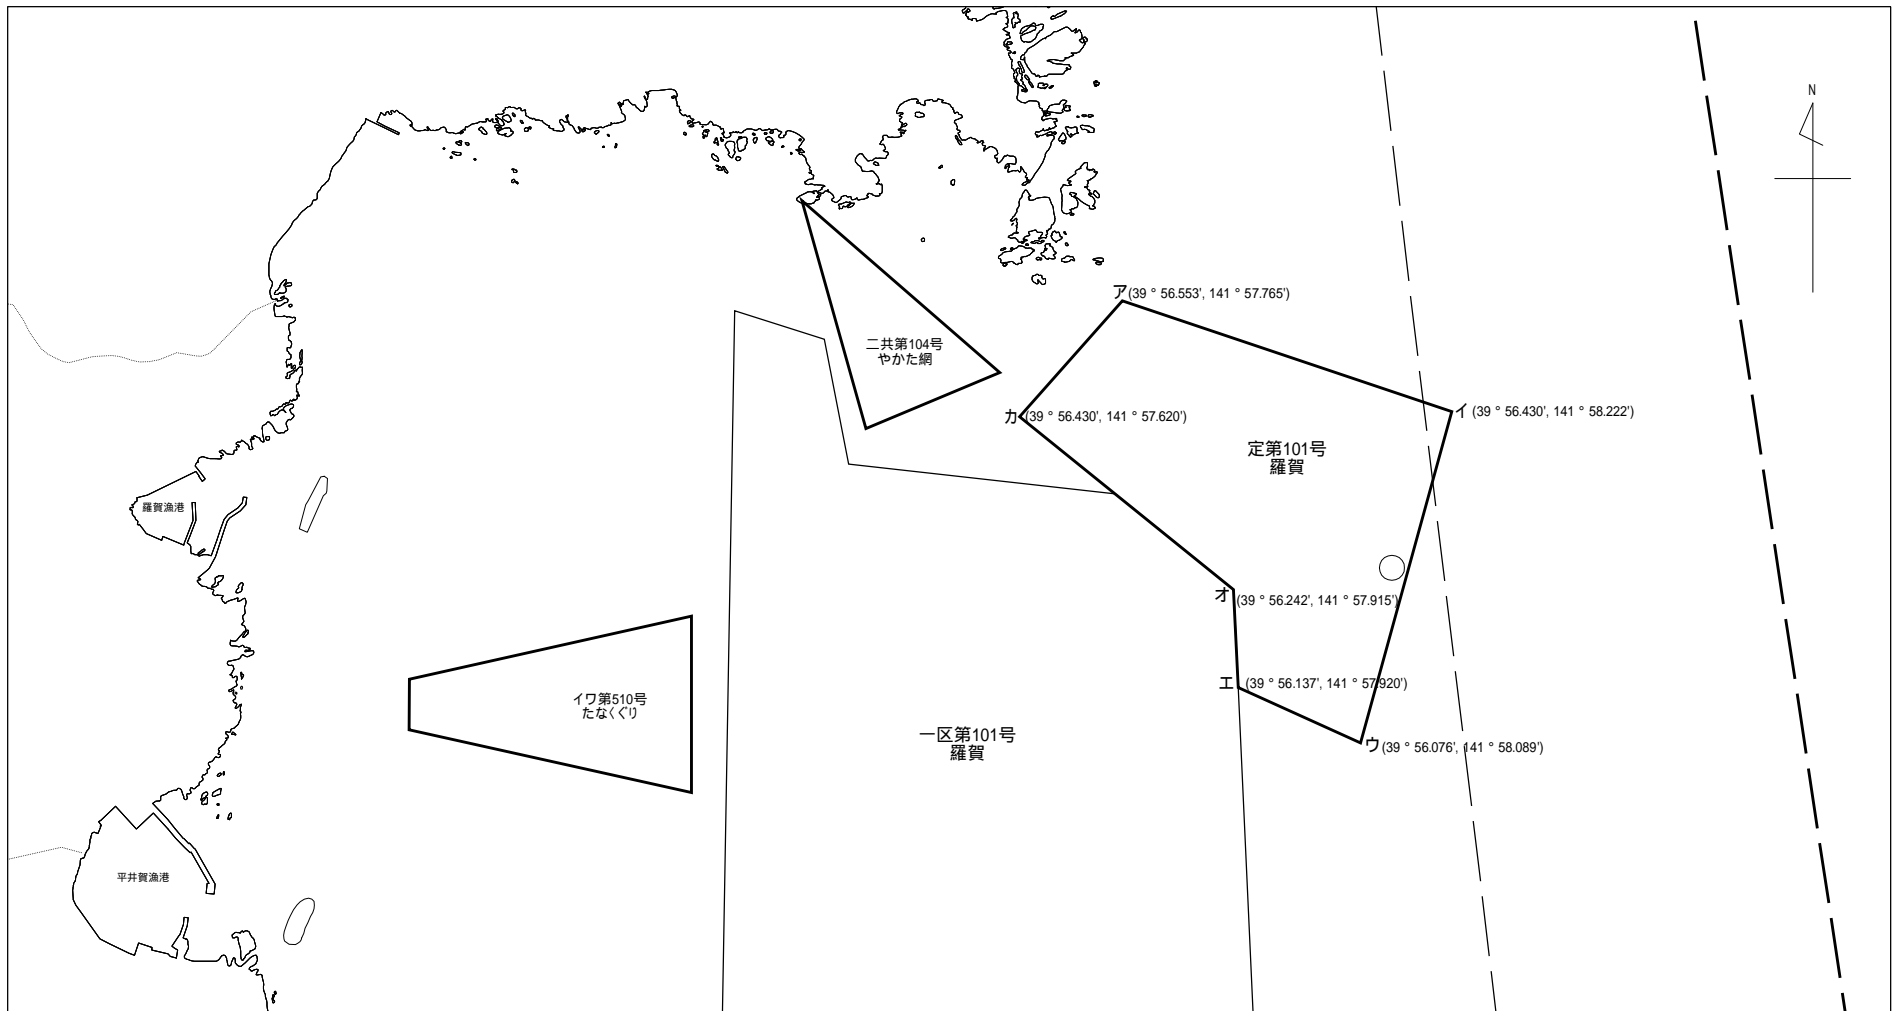 N
ア(39 ° 56.553', 141 ° 57.765')
二共第104号
やかた網
イ(39 ° 56.430', 141 ° 58.222')
カ(39 ° 56.430', 141 ° 57.620')
定第101号
羅賀
羅賀漁港
オ(39 ° 56.242', 141 ° 57.915')
エ(39 ° 56.137', 141 ° 57.920')
イワ第510号
たなくぐり
一区第101号
羅賀
ウ(39 ° 56.076', 141 ° 58.089')
平井賀漁港